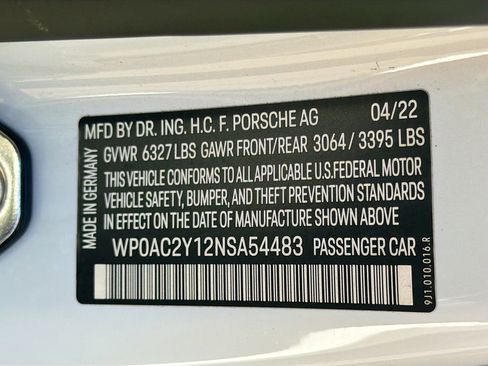 MFD BY DR. ING. H.C. F. PORSCHE AG 04/22
GVWR 6327 LBS GAWR FRONT/REAR 3064/ 3395 LBS
THIS VEHICLE CONFORMS TO ALL APPLICABLE U.S.FEDERAL MOTOR
VEHICLE SAFETY, BUMPER, AND THEFT PREVENTION STANDARDS
IN EFFECT ON THE DATE OF MANUFACTURE SHOWN ABOVE
WP0AC2Y12NSA54483 PASSENGER CAR
MADE IN GERMANY
9J1.010.016.R